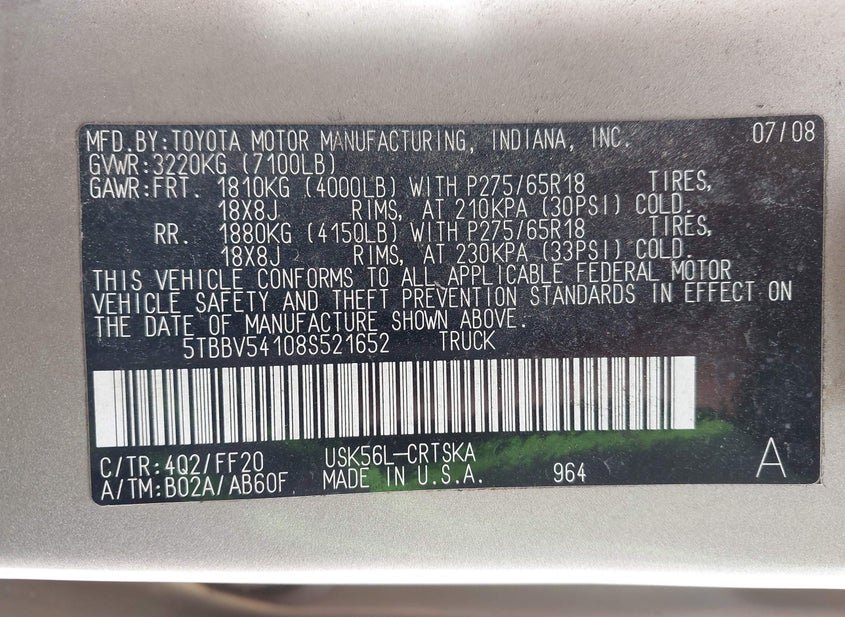 MFD.BY:TOYOTA MOTOR MANUFACTURING, INDIANA, INC. 07/08
GVWR:3220KG (7100LB)
GAWR:FRT. 1810KG (4000LB) WITH P275/65R18 TIRES,
18X8J RIMS, AT 210KPA (30PSI) COLD.
RR. 1880KG (4150LB) WITH P275/65R18 TIRES,
18X8J RIMS, AT 230KPA (33PSI) COLD.
THIS VEHICLE CONFORMS TO ALL APPLICABLE FEDERAL MOTOR
VEHICLE SAFETY AND THEFT PREVENTION STANDARDS IN EFFECT ON
THE DATE OF MANUFACTURE SHOWN ABOVE.
5TBBV54108S521652 TRUCK
C/TR:4Q2/FF20 USK56L-CRTSKA A
A/TM:B02A/AB60F MADE IN U.S.A. 964